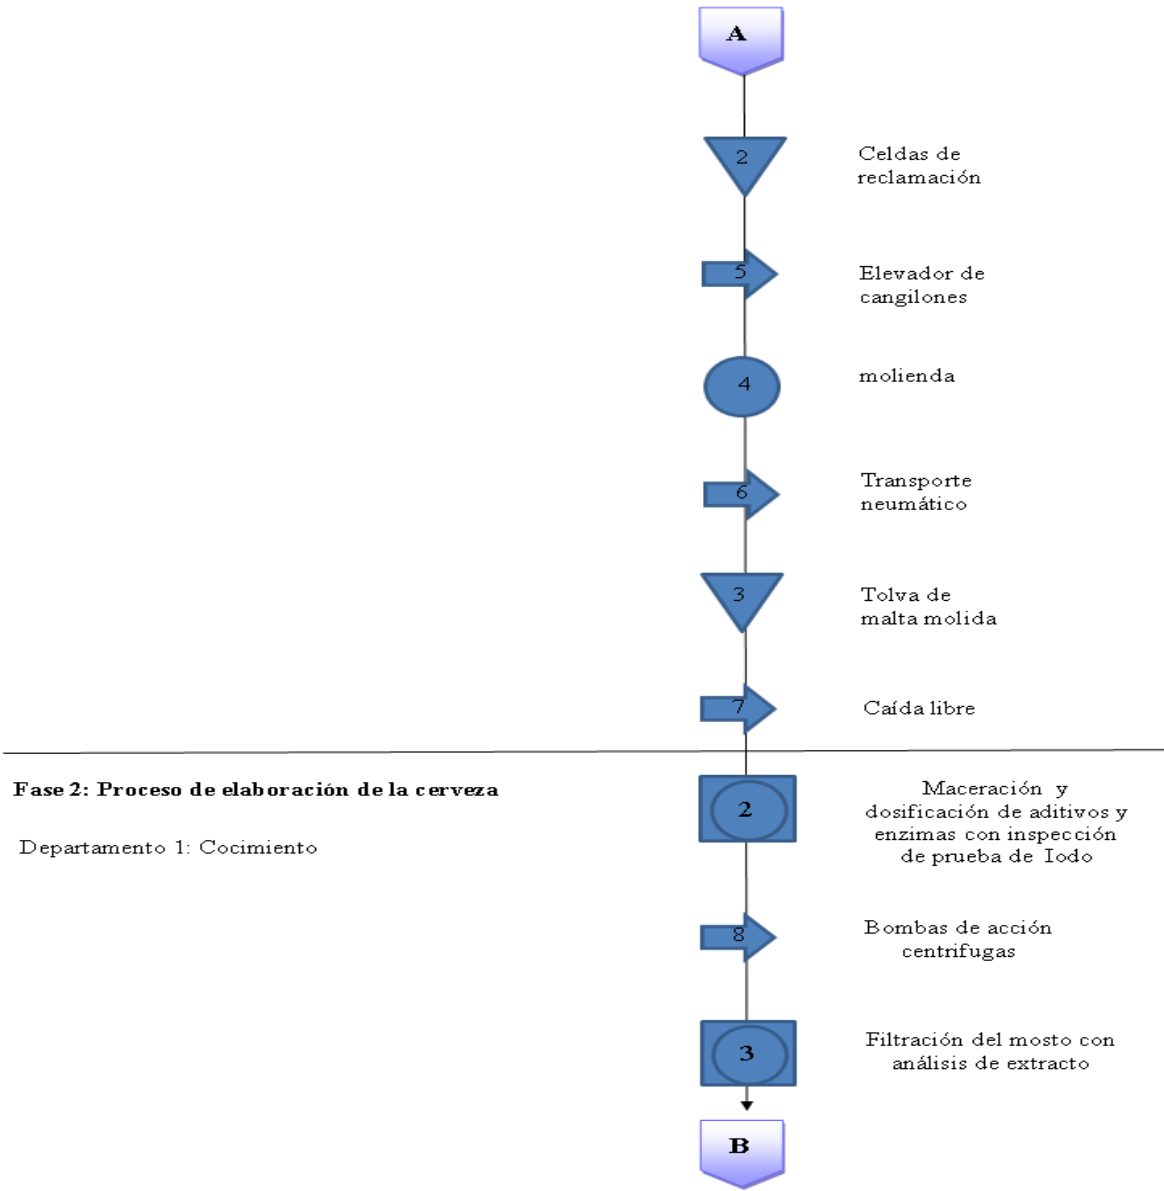 A
2
Celdas de
reclamación
5
Elevador de
cangilones
4
molienda
6
Transporte
neumático
3
Tolva de
malta molida
7
Caída libre
Fase 2: Proceso de elaboración de la cerveza
Departamento 1: Cocimiento
2
Maceración y
dosificación de aditivos y
enzimas con inspección
de prueba de Iodo
8
Bombas de acción
centrifugas
3
Filtración del mosto con
análisis de extracto
B